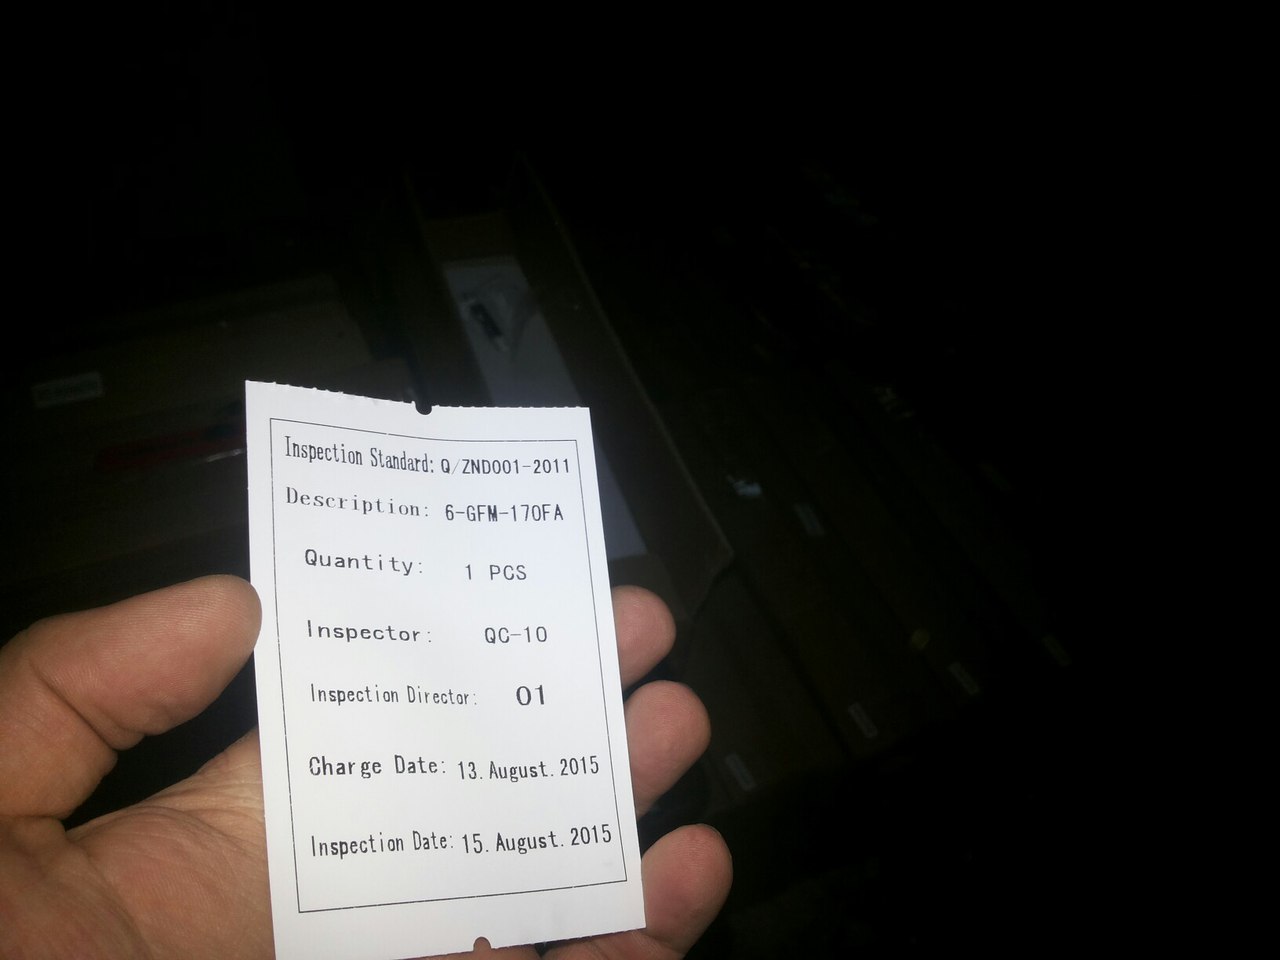 Inspection Standard: Q/ZND001-2011
Description: 6-GFM-170FA
Quantity: 1 PCS
Inspector: QC-10
Inspection Director: 01
Charge Date: 13. August. 2015
Inspection Date: 15. August. 2015